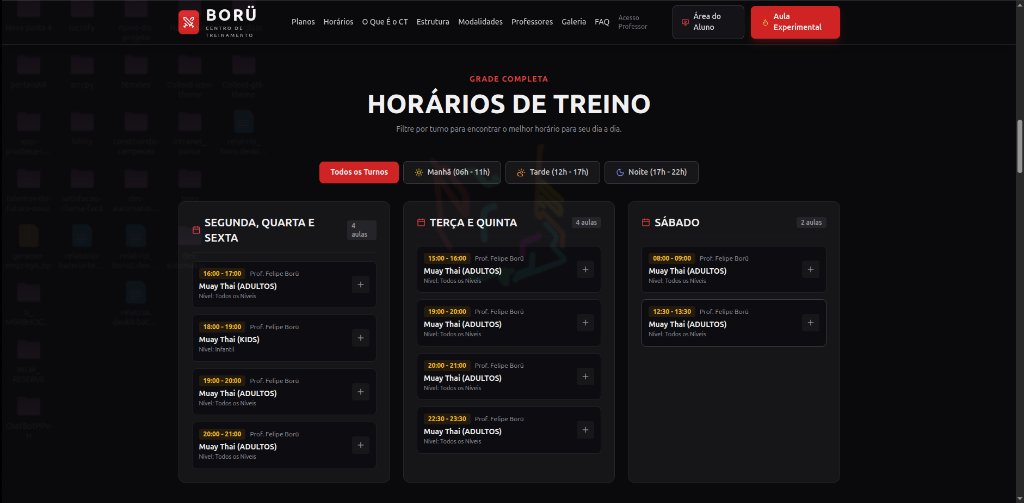 BORÜ
CENTRO DE
TREINAMENTO
Planos
Horários
O Que É o CT
Estrutura
Modalidades
Professores
Galeria
FAQ
Acesso
Professor
Área do
Aluno
Aula
Experimental
GRADE COMPLETA
HORÁRIOS DE TREINO
Filtre por turno para encontrar o melhor horário para seu dia a dia.
Todos os Turnos
Manhã (06h - 11h)
Tarde (12h - 17h)
Noite (17h - 22h)
SEGUNDA, QUARTA E
SEXTA
4
aulas
16:00 - 17:00 Prof. Felipe Borü
Muay Thai (ADULTOS)
Nível: Todos os Níveis
18:00 - 19:00 Prof. Felipe Borü
Muay Thai (KIDS)
Nível: Infantil
19:00 - 20:00 Prof. Felipe Borü
Muay Thai (ADULTOS)
Nível: Todos os Níveis
20:00 - 21:00 Prof. Felipe Borü
Muay Thai (ADULTOS)
Nível: Todos os Níveis
TERÇA E QUINTA
4 aulas
15:00 - 16:00 Prof. Felipe Borü
Muay Thai (ADULTOS)
Nível: Todos os Níveis
19:00 - 20:00 Prof. Felipe Borü
Muay Thai (ADULTOS)
Nível: Todos os Níveis
20:00 - 21:00 Prof. Felipe Borü
Muay Thai (ADULTOS)
Nível: Todos os Níveis
22:30 - 23:30 Prof. Felipe Borü
Muay Thai (ADULTOS)
Nível: Todos os Níveis
SÁBADO
2 aulas
08:00 - 09:00 Prof. Felipe Borü
Muay Thai (ADULTOS)
Nível: Todos os Níveis
12:30 - 13:30 Prof. Felipe Borü
Muay Thai (ADULTOS)
Nível: Todos os Níveis